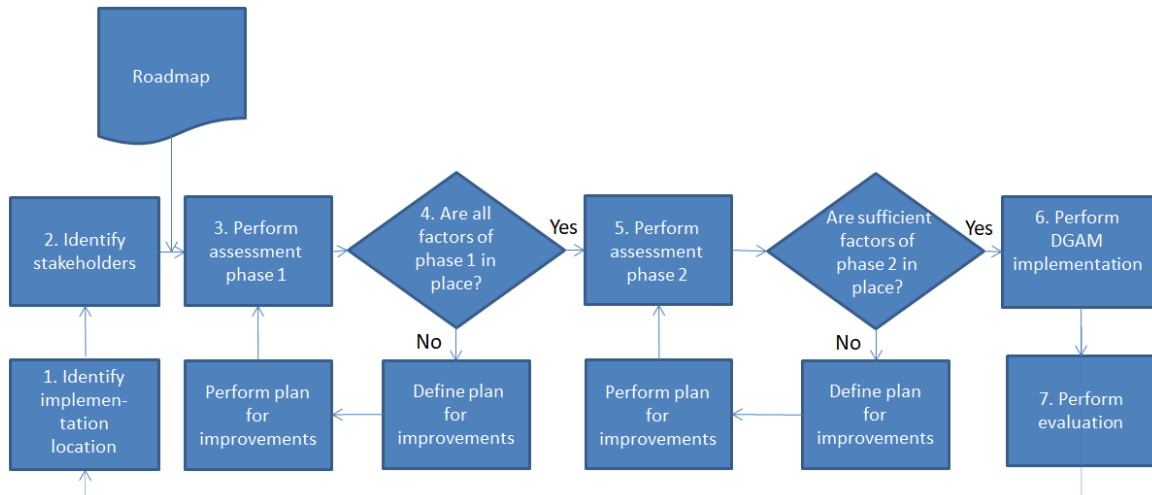 Roadmap
2. Identify
stakeholders
3. Perform
assessment
phase 1
4. Are all
factors of
phase 1 in
place?
Yes
5. Perform
assessment
phase 2
Are sufficient
factors of
phase 2 in
place?
Yes
6. Perform
DGAM
implementation
No
No
1. Identify
implemen-
tation
location
Perform plan
for
improvements
Define plan
for
improvements
Perform plan
for
improvements
Define plan
for
improvements
7. Perform
evaluation